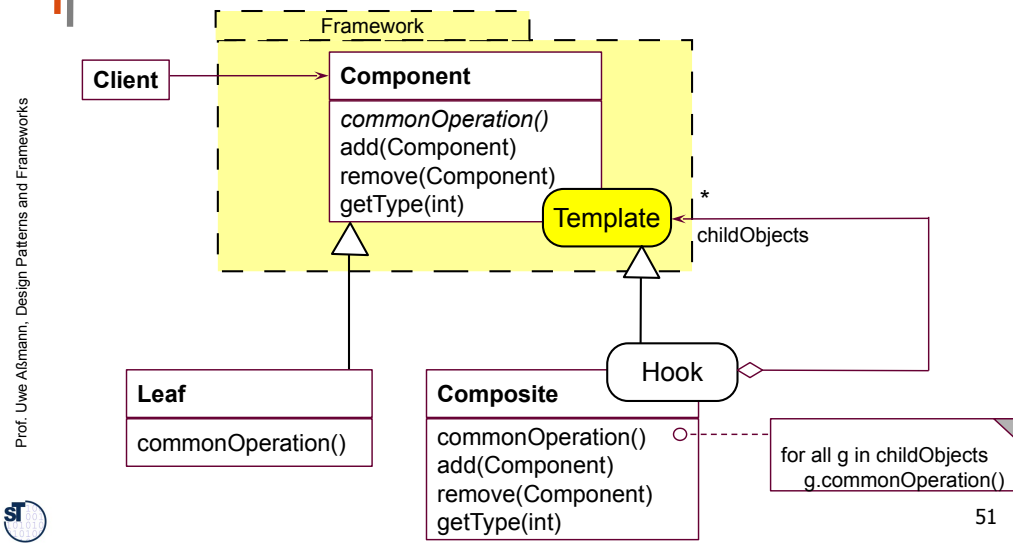 Framework
Client
Component
commonOperation()
add(Component)
remove(Component)
getType(int)
Template
*
childObjects
Leaf
commonOperation()
Hook
Composite
commonOperation()
add(Component)
remove(Component)
getType(int)
for all g in childObjects
g.commonOperation()
Prof. Uwe Aßmann, Design Patterns and Frameworks
ST
51